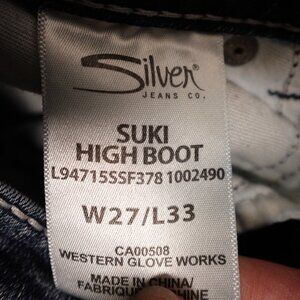 Silver®
JEANS CO.
SUKI
HIGH BOOT
L94715SSF378 1002490
W27/L33
CA00508
WESTERN GLOVE WORKS
MADE IN CHINA/